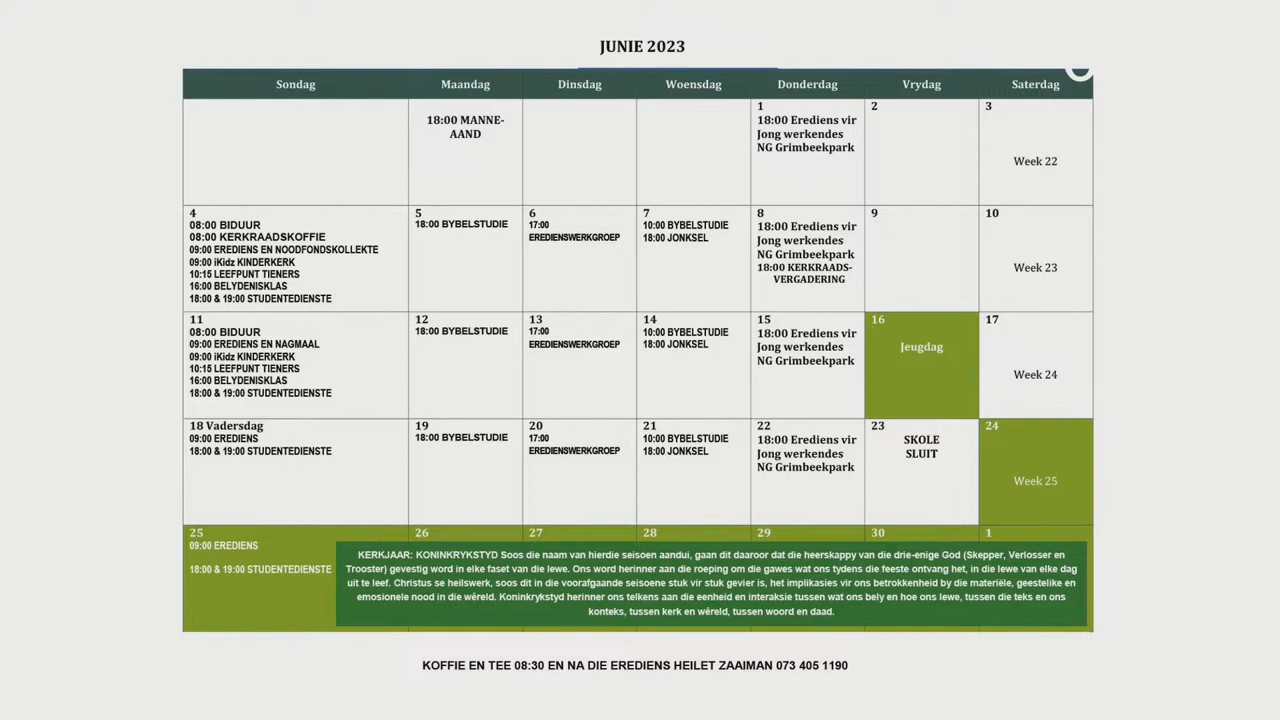 JUNIE 2023
Sondag Maandag Dinsdag Woensdag Donderdag Vrydag Saterdag
18:00 MANNE-
AAND
1
18:00 Erediens vir
Jong werkendes
NG Grimbeekpark
2
3
Week 22
4
08:00 BIDUUR
08:00 KERKRAADSKOFFIE
09:00 EREDIENS EN NOODFONDSKOLLEKTE
09:00 iKidz KINDERKERK
10:15 LEEFPUNT TIENERS
16:00 BELYDENISKLAS
18:00 & 19:00 STUDENTEDIENSTE
5
18:00 BYBELSTUDIE
6
17:00
EREDIENSWERKGROEP
7
10:00 BYBELSTUDIE
18:00 JONKSEL
8
18:00 Erediens vir
Jong werkendes
NG Grimbeekpark
18:00 KERKRAADS-
VERGADERING
9
10
Week 23
11
08:00 BIDUUR
09:00 EREDIENS EN NAGMAAL
09:00 iKidz KINDERKERK
10:15 LEEFPUNT TIENERS
16:00 BELYDENISKLAS
18:00 & 19:00 STUDENTEDIENSTE
12
18:00 BYBELSTUDIE
13
17:00
EREDIENSWERKGROEP
14
10:00 BYBELSTUDIE
18:00 JONKSEL
15
18:00 Erediens vir
Jong werkendes
NG Grimbeekpark
16
Jeugdag
17
Week 24
18 Vadersdag
09:00 EREDIENS
18:00 & 19:00 STUDENTEDIENSTE
19
18:00 BYBELSTUDIE
20
17:00
EREDIENSWERKGROEP
21
10:00 BYBELSTUDIE
18:00 JONKSEL
22
18:00 Erediens vir
Jong werkendes
NG Grimbeekpark
23
SKOLE
SLUIT
24
Week 25
25
09:00 EREDIENS
18:00 & 19:00 STUDENTEDIENSTE
26
27
28
29
30
1
KERKJAAR: KONINKRYKSTYD Soos die naam van hierdie seisoen aandui, gaan dit daaroor dat die heerskappy van die drie-enige God (Skepper, Verlosser en
Trooster) gevestig word in elke faset van die lewe. Ons word herinner aan die roeping om die gawes wat ons tydens die feeste ontvang het, in die lewe van elke dag
uit te leef. Christus se heilswerk, soos dit in die voorafgaande seisoene stuk vir stuk gevier is, het implikasies vir ons betrokkenheid by die materiële, geestelike en
emosionele nood in die wêreld. Koninkrykstyd herinner ons telkens aan die eenheid en interaksie tussen wat ons bely en hoe ons lewe, tussen die teks en ons
konteks, tussen kerk en wêreld, tussen woord en daad.
KOFFIE EN TEE 08:30 EN NA DIE EREDIENS HEILET ZAAIMAN 073 405 1190